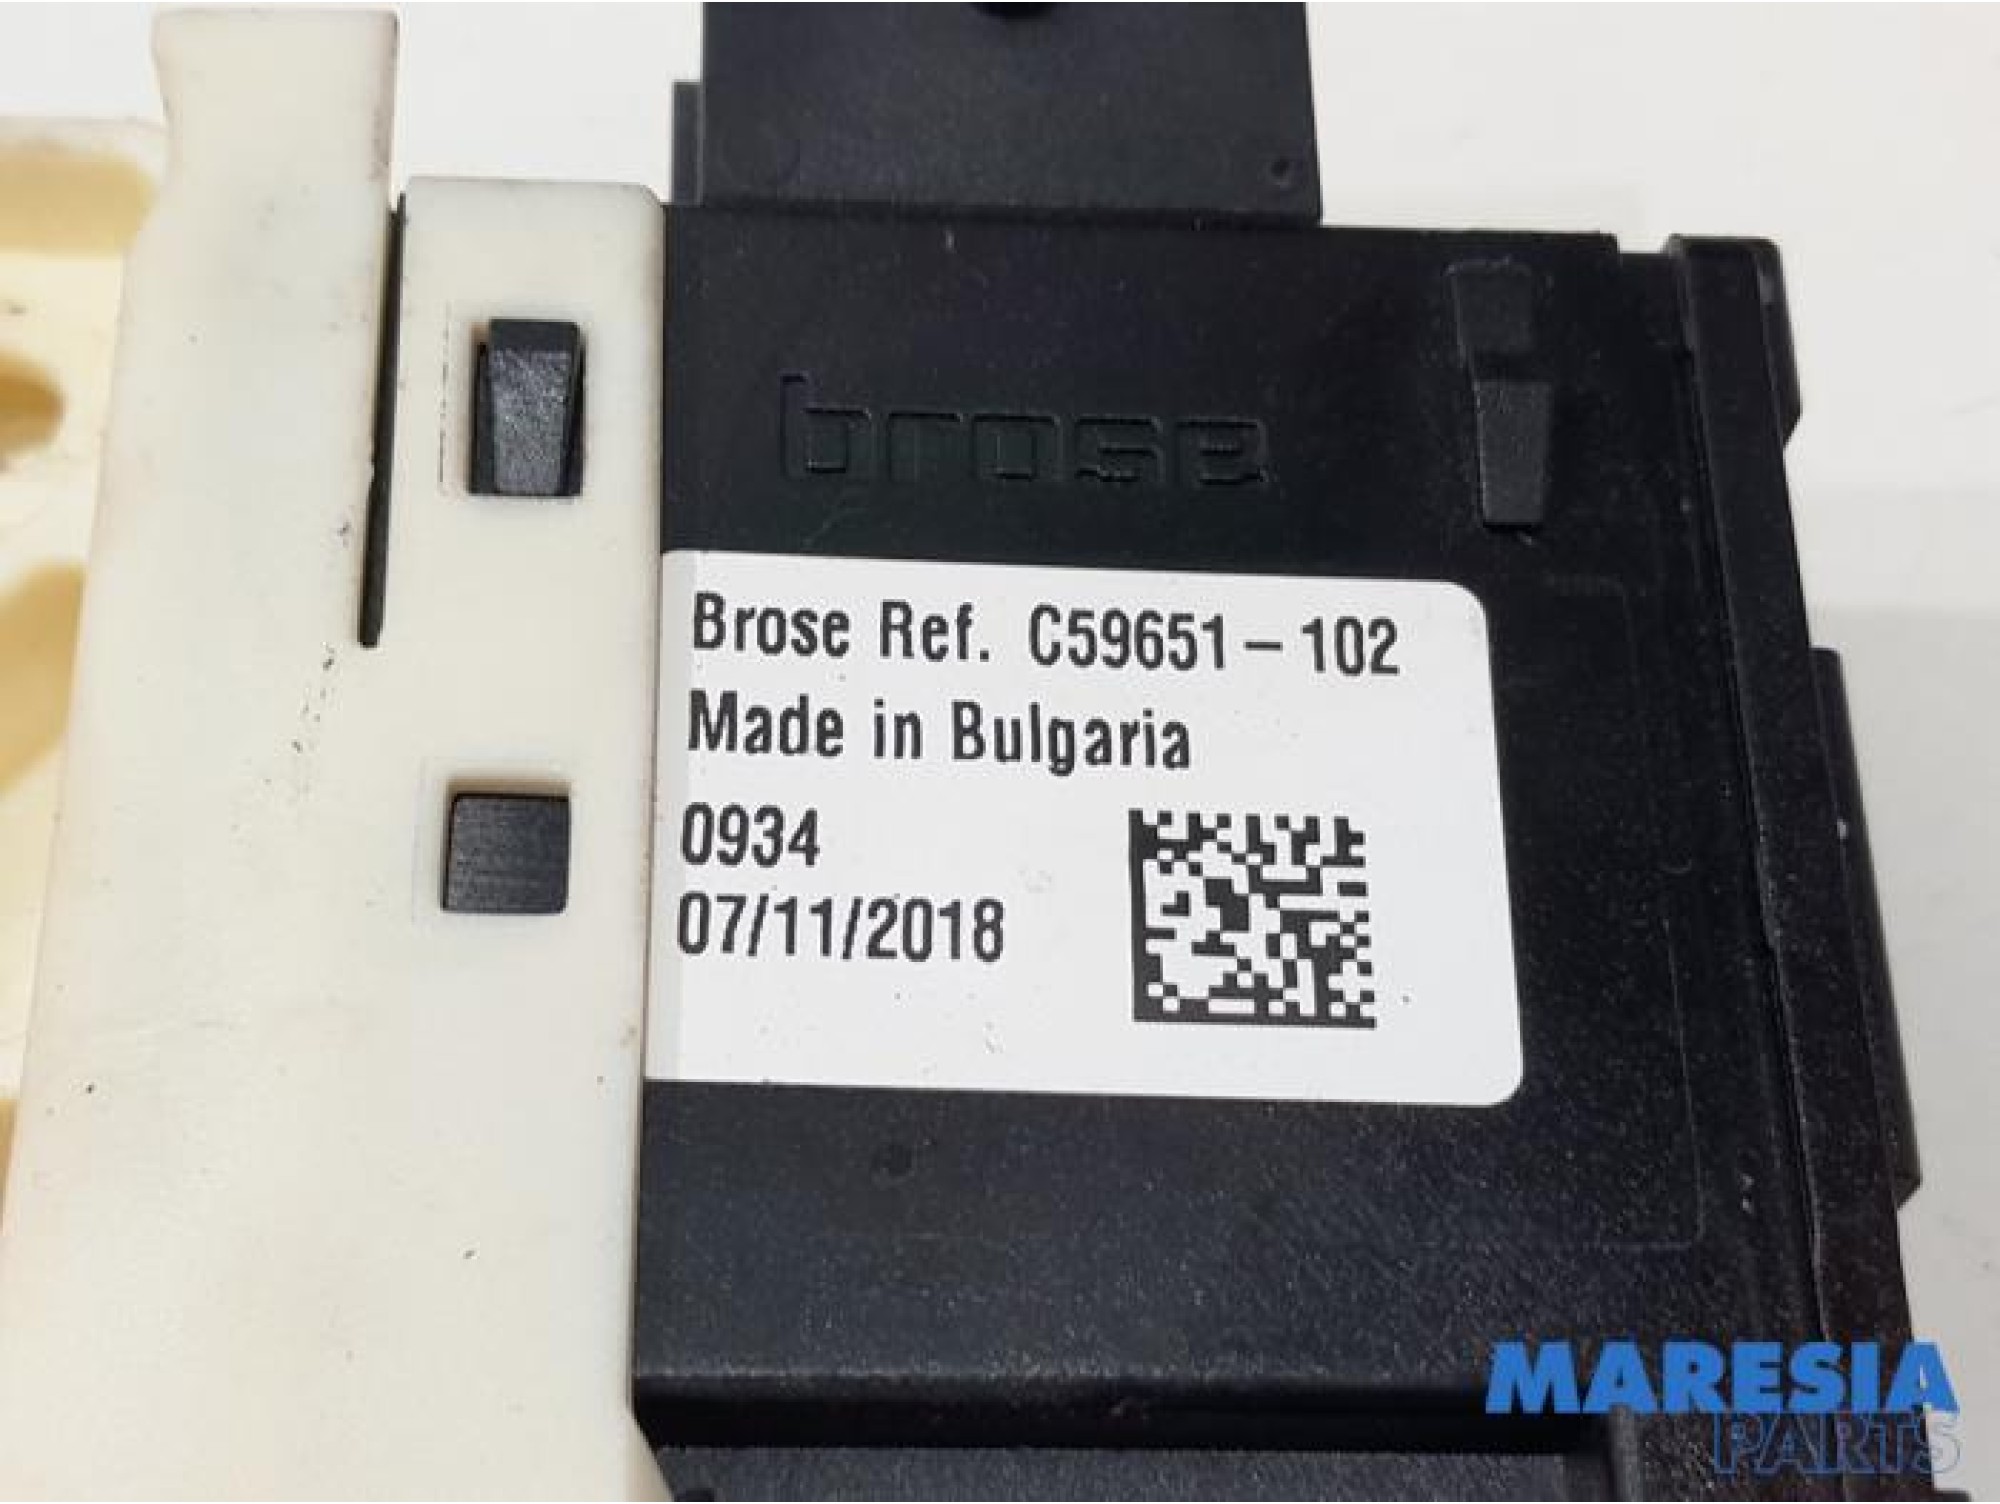 brose
Brose Ref. C59651-102
Made in Bulgaria
0934
07/11/2018
MARESIA
PARTS